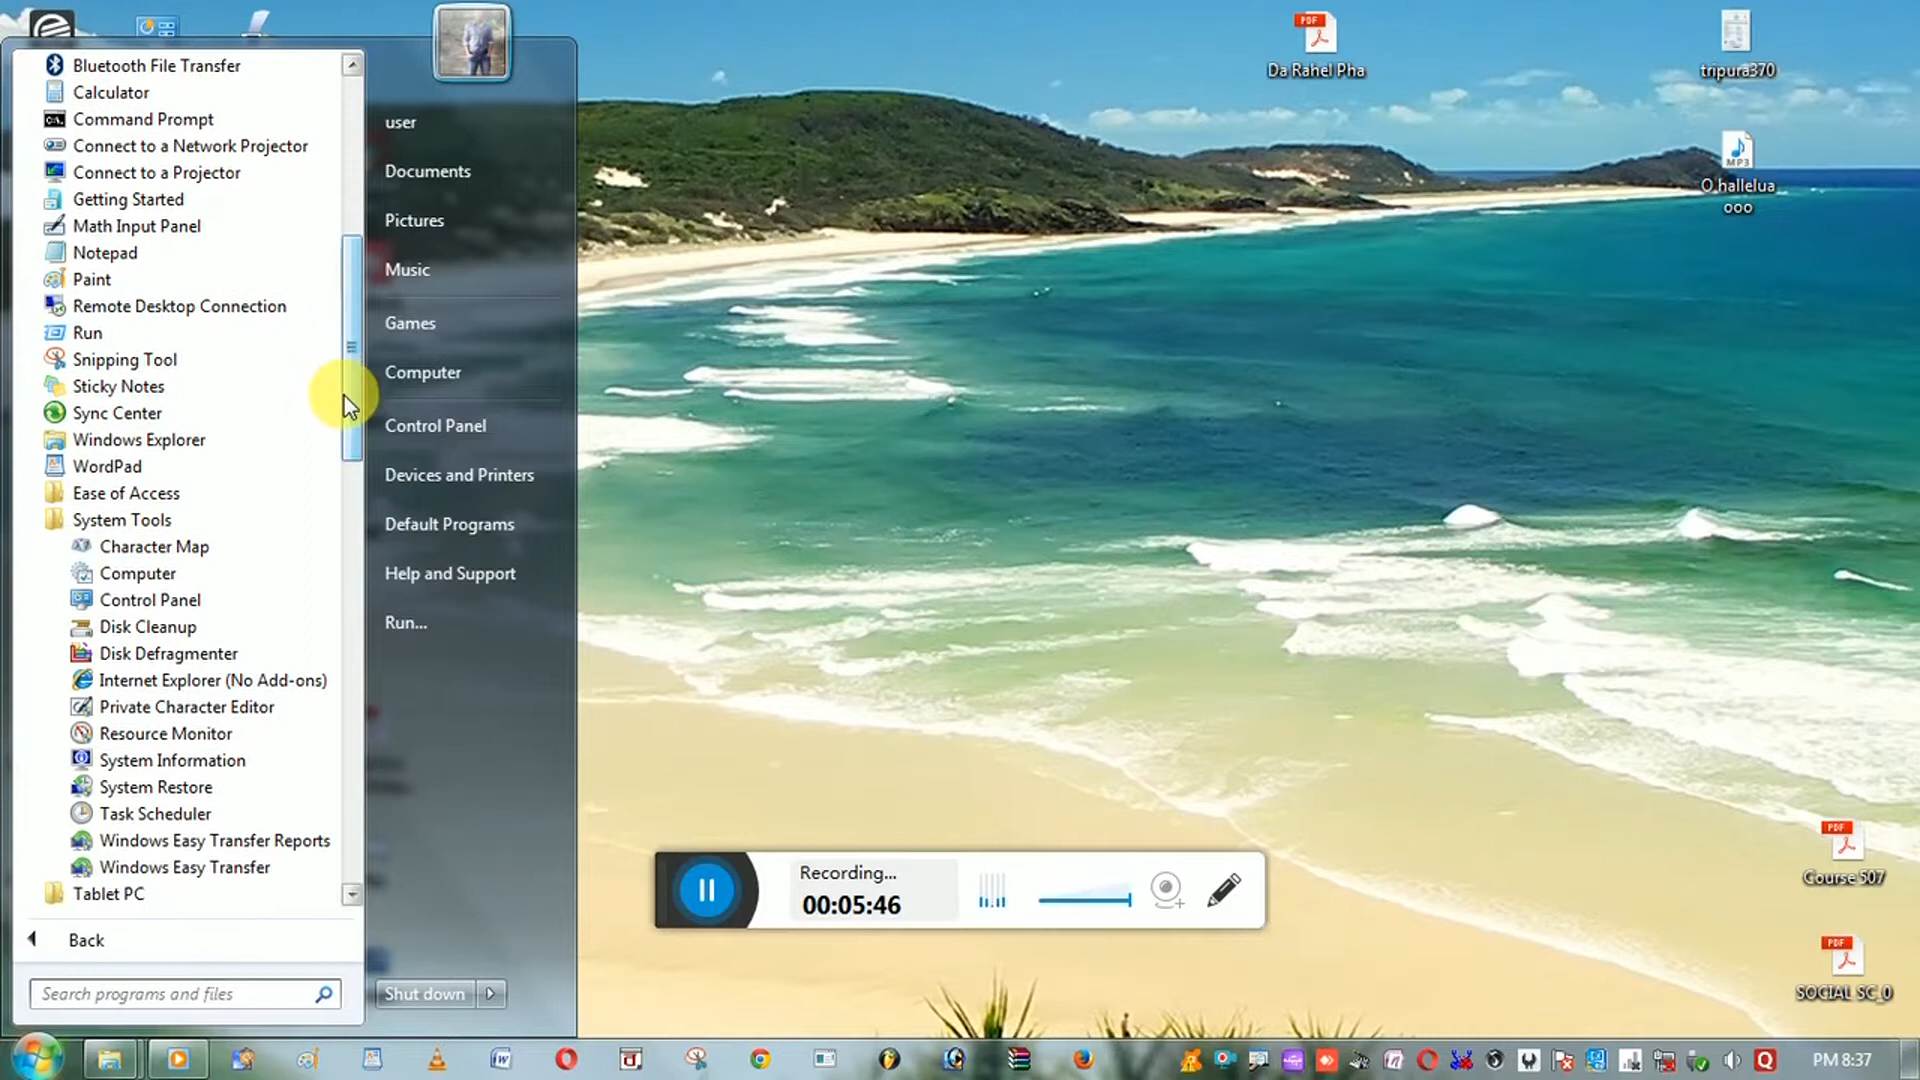 Bluetooth File Transfer
Calculator
Command Prompt
Connect to a Network Projector
Connect to a Projector
Getting Started
Math Input Panel
Notepad
Paint
Remote Desktop Connection
Run
Snipping Tool
Sticky Notes
Sync Center
Windows Explorer
WordPad
Ease of Access
System Tools
Character Map
Computer
Control Panel
Disk Cleanup
Disk Defragmenter
Internet Explorer (No Add-ons)
Private Character Editor
Resource Monitor
System Information
System Restore
Task Scheduler
Windows Easy Transfer Reports
Windows Easy Transfer
Tablet PC
Back
Search programs and files
user
Documents
Pictures
Music
Games
Computer
Control Panel
Devices and Printers
Default Programs
Help and Support
Run...
Shut down
PDF
Da Rahel Pha
tripura370
MP3
O hallelua
ooo
Recording...
00:05:46
PDF
Course 507
PDF
SOCIAL SC_0
PM 8:37